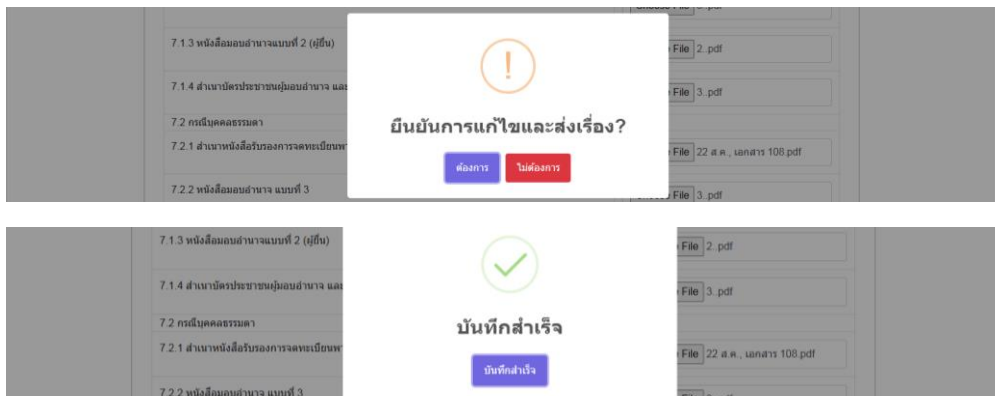 7.1.3 หนังสือมอบอำนาจแบบที่ 2 (ผู้ยื่น)
File 2..pdf
7.1.4 สำเนาบัตรประชาชนผู้มอบอำนาจ และ
File 3..pdf
7.2 กรณีบุคคลธรรมดา
ยืนยันการแก้ไขและส่งเรื่อง?
7.2.1 สำเนาหนังสือรับรองการจดทะเบียนพา
File 22 ส.ค., เอกสาร 108.pdf
ต้องการ ไม่ต้องการ
7.2.2 หนังสือมอบอำนาจ แบบที่ 3
File 3..pdf
7.1.3 หนังสือมอบอำนาจแบบที่ 2 (ผู้ยื่น)
File 2..pdf
7.1.4 สำเนาบัตรประชาชนผู้มอบอำนาจ และ
File 3..pdf
7.2 กรณีบุคคลธรรมดา
บันทึกสำเร็จ
7.2.1 สำเนาหนังสือรับรองการจดทะเบียนพา
File 22 ส.ค., เอกสาร 108.pdf
บันทึกสำเร็จ
7.2.2 หนังสือมอบอำนาจ แบบที่ 3